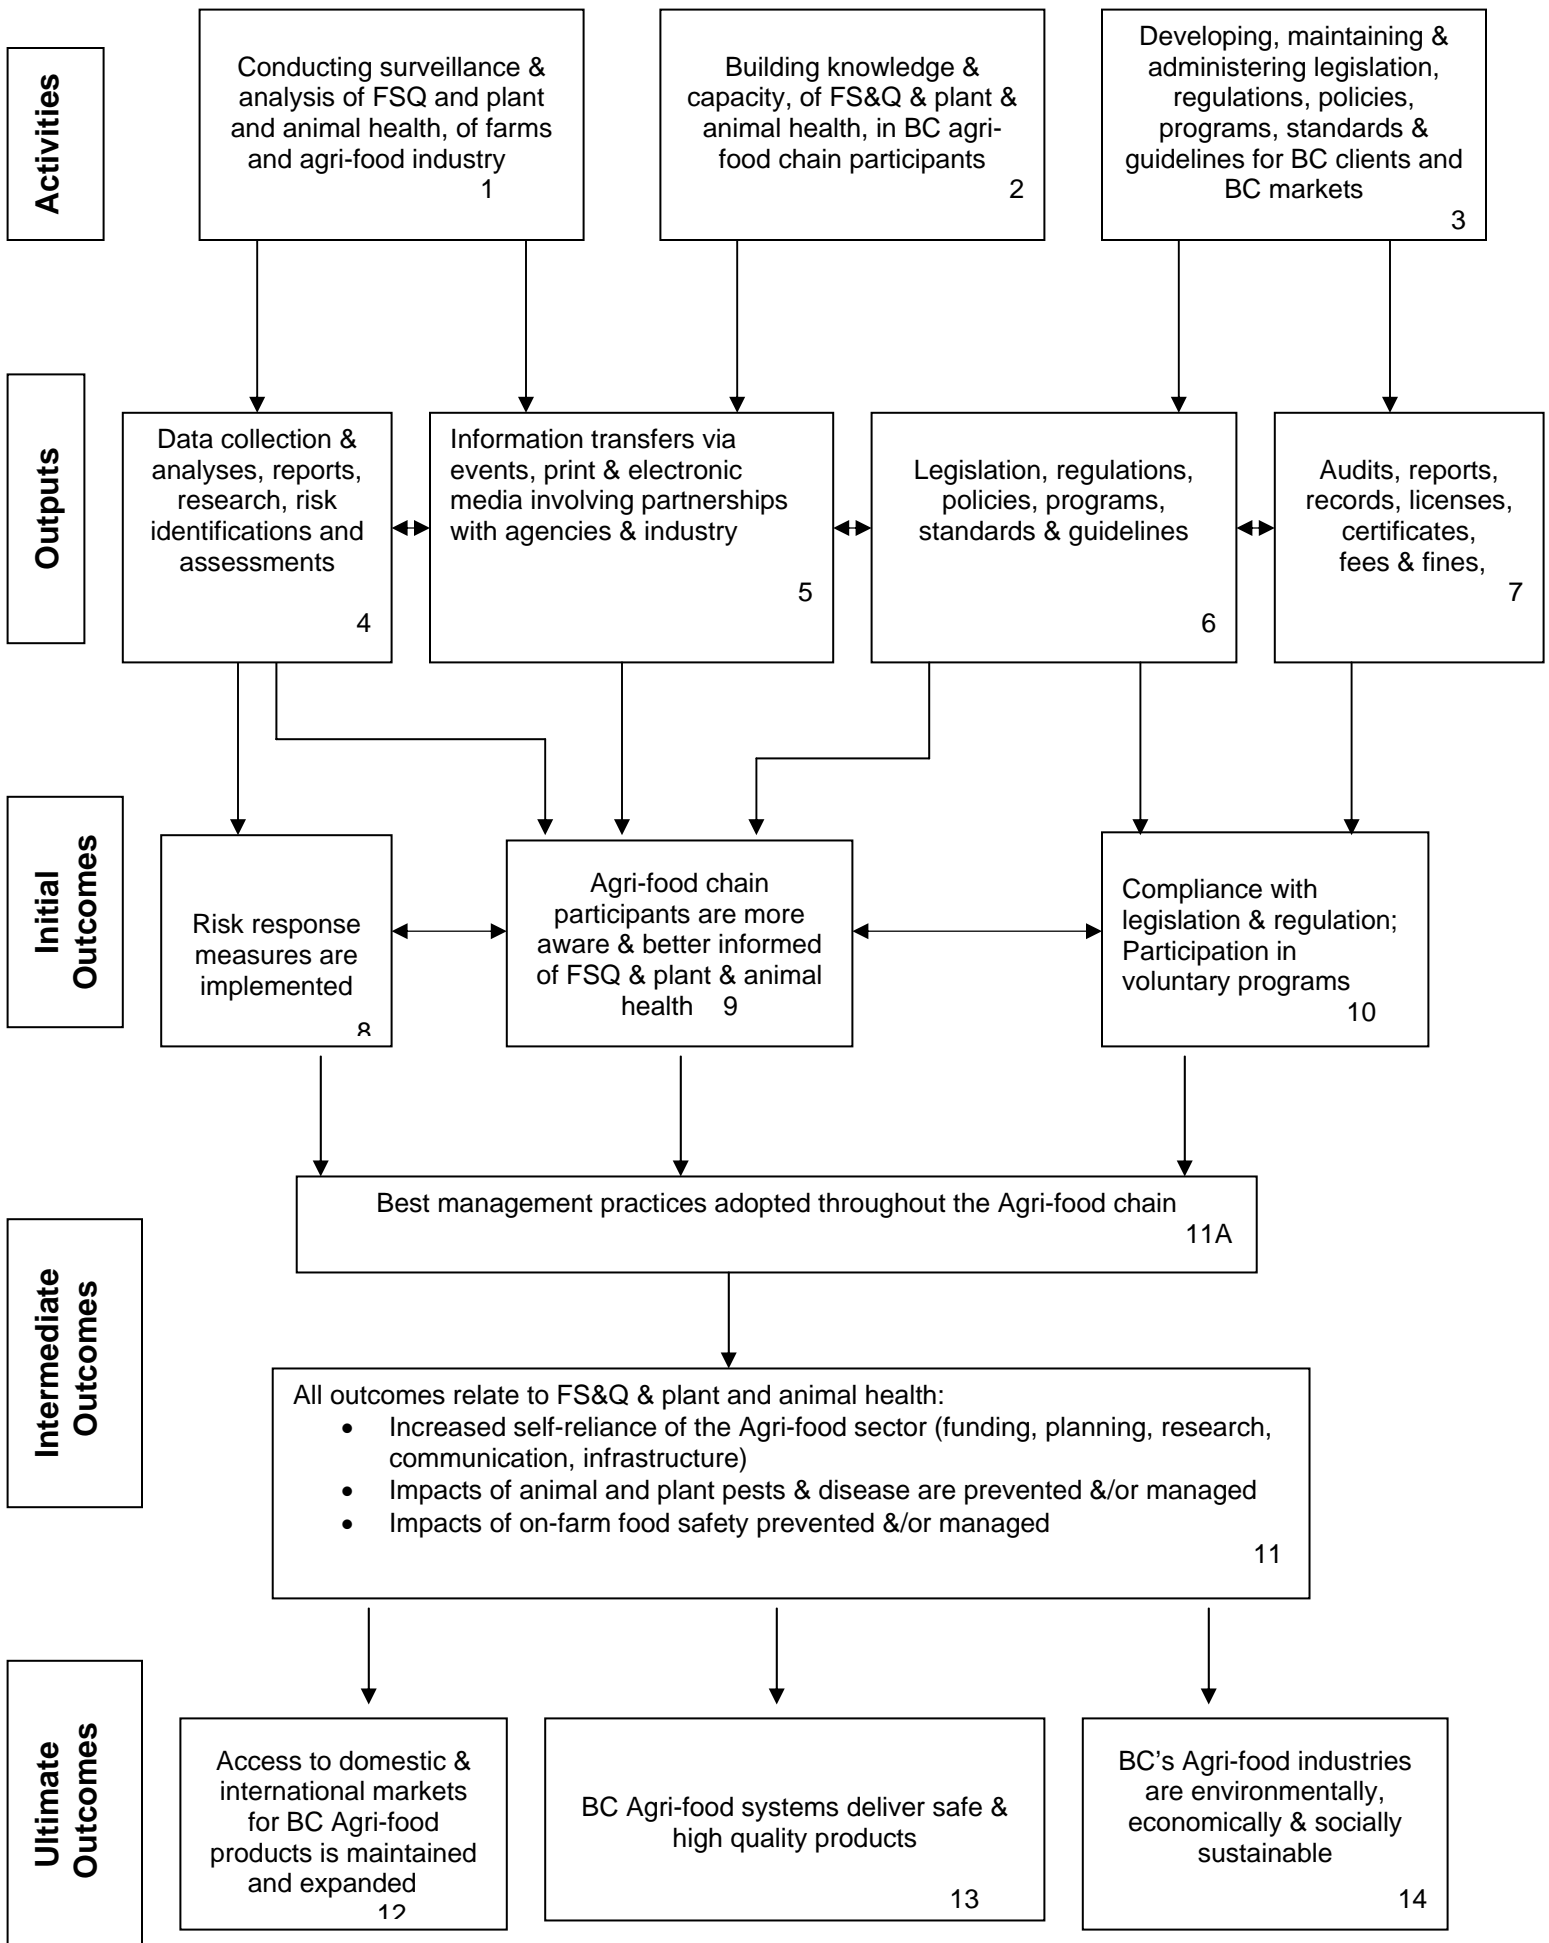 Activities
Conducting surveillance &
analysis of FSQ and plant
and animal health, of farms
and agri-food industry
1
Building knowledge &
capacity, of FS&Q & plant &
animal health, in BC agri-
food chain participants
2
Developing, maintaining &
administering legislation,
regulations, policies,
programs, standards &
guidelines for BC clients and
BC markets
3
Outputs
Data collection &
analyses, reports,
research, risk
identifications and
assessments
4
Information transfers via
events, print & electronic
media involving partnerships
with agencies & industry
5
Legislation, regulations,
policies, programs,
standards & guidelines
6
Audits, reports,
records, licenses,
certificates,
fees & fines,
7
Initial
Outcomes
Risk response
measures are
implemented
8
Agri-food chain
participants are more
aware & better informed
of FSQ & plant & animal
health 9
Compliance with
legislation & regulation;
Participation in
voluntary programs
10
Intermediate
Outcomes
Best management practices adopted throughout the Agri-food chain
11A
All outcomes relate to FS&Q & plant and animal health:
• Increased self-reliance of the Agri-food sector (funding, planning, research,
communication, infrastructure)
• Impacts of animal and plant pests & disease are prevented &/or managed
• Impacts of on-farm food safety prevented &/or managed
11
Ultimate
Outcomes
Access to domestic &
international markets
for BC Agri-food
products is maintained
and expanded
12
BC Agri-food systems deliver safe &
high quality products
13
BC's Agri-food industries
are environmentally,
economically & socially
sustainable
14